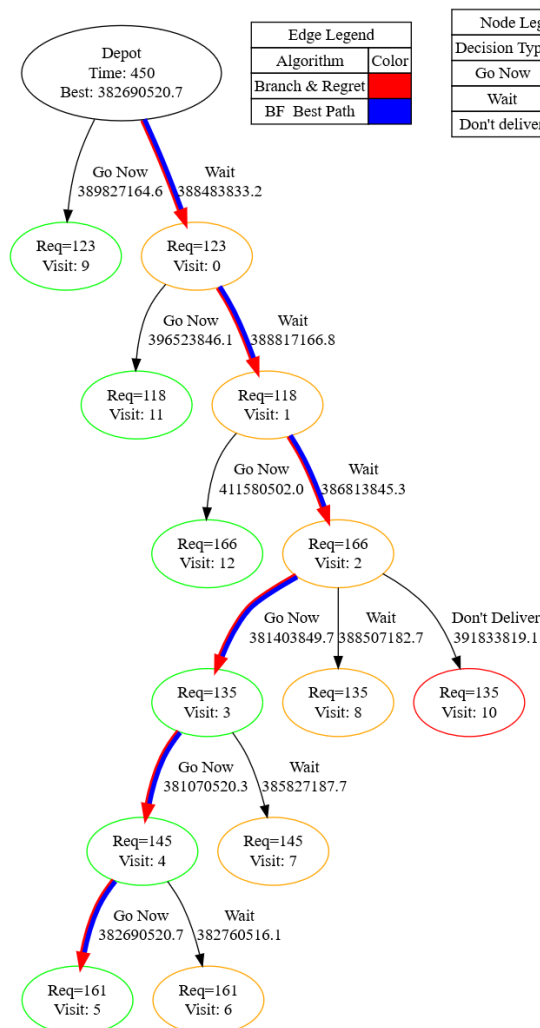 Depot
Time: 450
Best: 382690520.7
Edge Legend
Algorithm Color
Branch & Regret
BF Best Path
Node Leg
Decision Typ
Go Now
Wait
Don't deliver
Go Now
389827164.6
Wait
388483833.2
Req=123
Visit: 9
Req=123
Visit: 0
Go Now
396523846.1
Wait
388817166.8
Req=118
Visit: 11
Req=118
Visit: 1
Go Now
411580502.0
Wait
386813845.3
Req=166
Visit: 12
Req=166
Visit: 2
Go Now
381403849.7
Wait
388507182.7
Don't Deliver
391833819.1
Req=135
Visit: 3
Req=135
Visit: 8
Req=135
Visit: 10
Go Now
381070520.3
Wait
385827187.7
Req=145
Visit: 4
Req=145
Visit: 7
Go Now
382690520.7
Wait
382760516.1
Req=161
Visit: 5
Req=161
Visit: 6